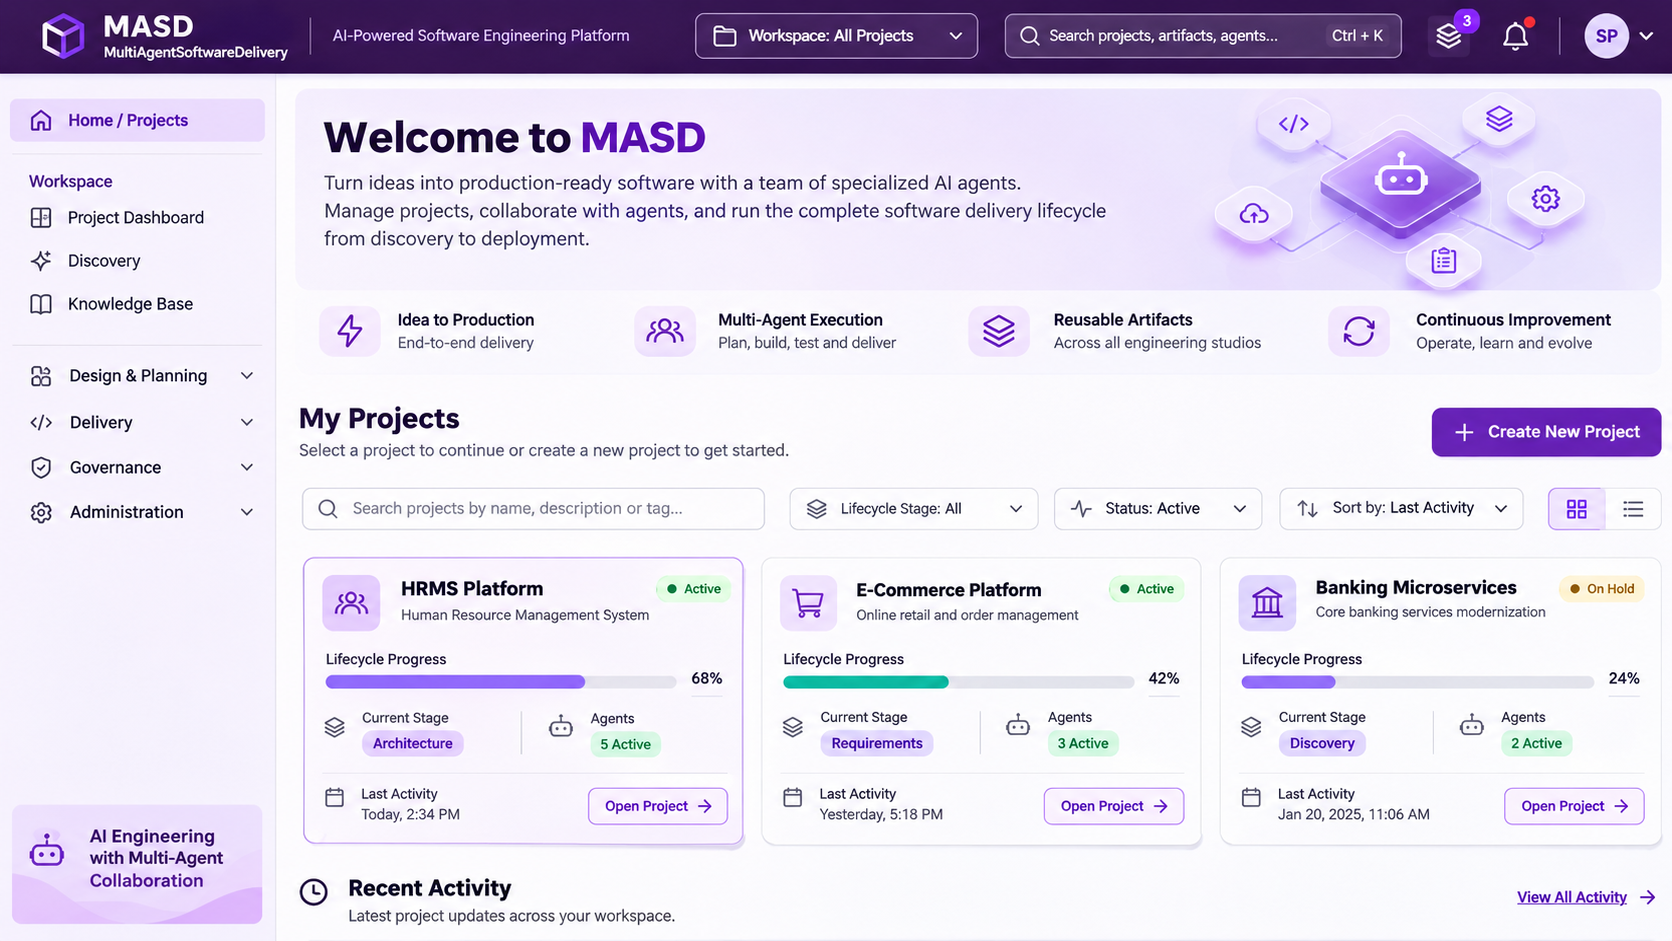 MASD
MultiAgentSoftwareDelivery
AI-Powered Software Engineering Platform
Workspace: All Projects
Search projects, artifacts, agents...
Ctrl + K
3
SP
Home / Projects
Workspace
Project Dashboard
Discovery
Knowledge Base
Design & Planning
Delivery
Governance
Administration
AI Engineering
with Multi-Agent
Collaboration
Welcome to MASD
Turn ideas into production-ready software with a team of specialized AI agents.
Manage projects, collaborate with agents, and run the complete software delivery lifecycle
from discovery to deployment.
Idea to Production
End-to-end delivery
Multi-Agent Execution
Plan, build, test and deliver
Reusable Artifacts
Across all engineering studios
Continuous Improvement
Operate, learn and evolve
My Projects
Select a project to continue or create a new project to get started.
Create New Project
Search projects by name, description or tag...
Lifecycle Stage: All
Status: Active
Sort by: Last Activity
HRMS Platform
Active
Human Resource Management System
Lifecycle Progress
68%
Current Stage
Architecture
Agents
5 Active
Last Activity
Today, 2:34 PM
Open Project
E-Commerce Platform
Active
Online retail and order management
Lifecycle Progress
42%
Current Stage
Requirements
Agents
3 Active
Last Activity
Yesterday, 5:18 PM
Open Project
Banking Microservices
On Hold
Core banking services modernization
Lifecycle Progress
24%
Current Stage
Discovery
Agents
2 Active
Last Activity
Jan 20, 2025, 11:06 AM
Open Project
Recent Activity
Latest project updates across your workspace.
View All Activity